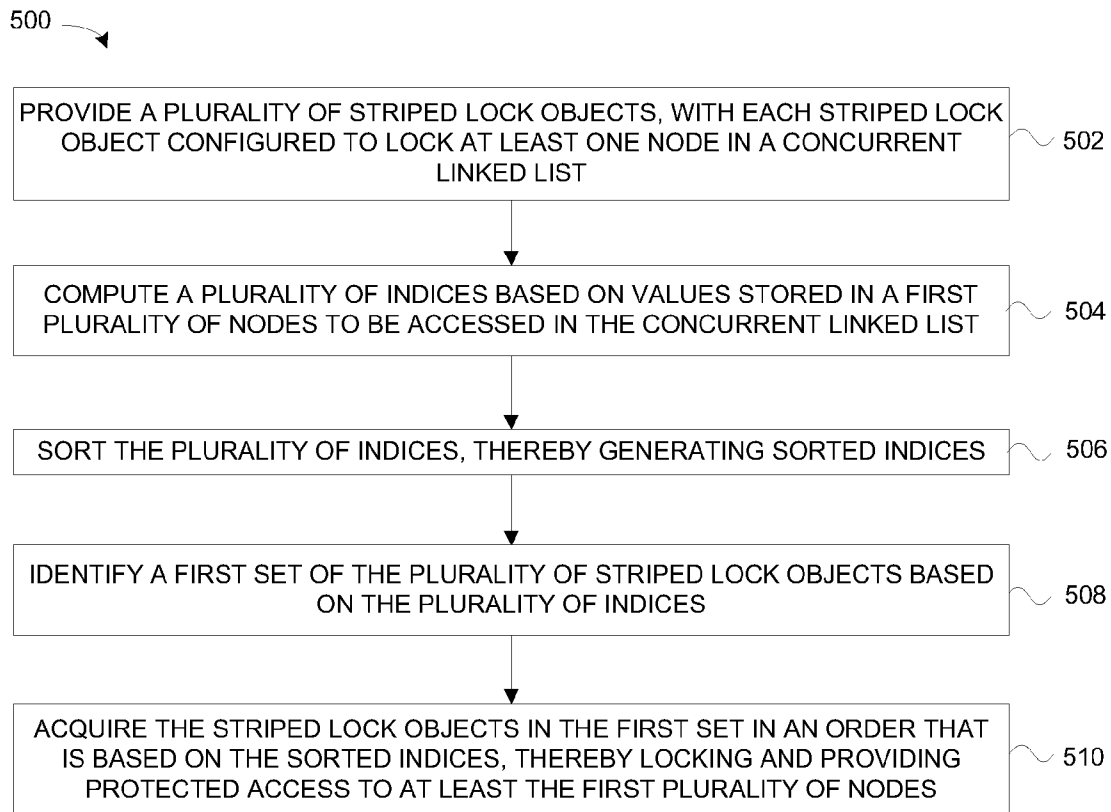 500
PROVIDE A PLURALITY OF STRIPED LOCK OBJECTS, WITH EACH STRIPED LOCK
OBJECT CONFIGURED TO LOCK AT LEAST ONE NODE IN A CONCURRENT
LINKED LIST
502
COMPUTE A PLURALITY OF INDICES BASED ON VALUES STORED IN A FIRST
PLURALITY OF NODES TO BE ACCESSED IN THE CONCURRENT LINKED LIST
504
SORT THE PLURALITY OF INDICES, THEREBY GENERATING SORTED INDICES
506
IDENTIFY A FIRST SET OF THE PLURALITY OF STRIPED LOCK OBJECTS BASED
ON THE PLURALITY OF INDICES
508
ACQUIRE THE STRIPED LOCK OBJECTS IN THE FIRST SET IN AN ORDER THAT
IS BASED ON THE SORTED INDICES, THEREBY LOCKING AND PROVIDING
PROTECTED ACCESS TO AT LEAST THE FIRST PLURALITY OF NODES
510